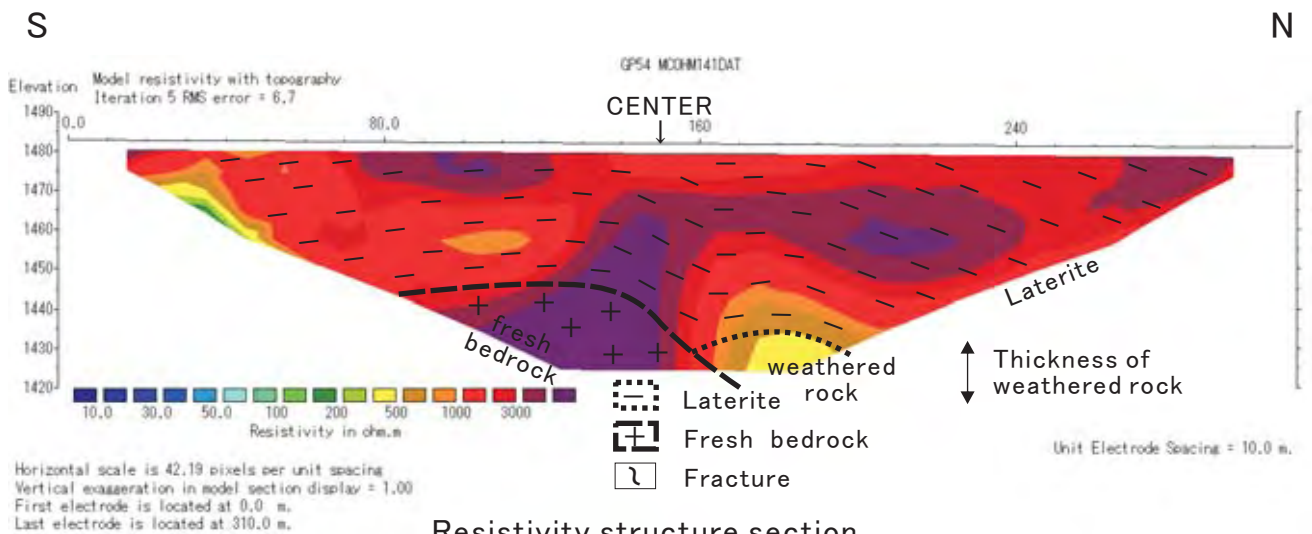 S
N
GP54 MCOHM141DAT
Elevation
Model resistivity with topography
Iteration 5 RMS error = 6.7
CENTER
1490
0.0
80.0
160
240
1480
1470
1460
1450
1440
1430
1420
fresh
bedrock
weathered
rock
Laterite
Thickness of
weathered rock
10.0 30.0 50.0 100 200 500 1000 3000
Resistivity in ohm.m
Laterite
Fresh bedrock
Fracture
Unit Electrode Spacing = 10.0 m.
Horizontal scale is 42.19 pixels per unit spacing
Vertical exaggeration in model section display = 1.00
First electrode is located at 0.0 m.
Last electrode is located at 310.0 m.
Resistivity structure section